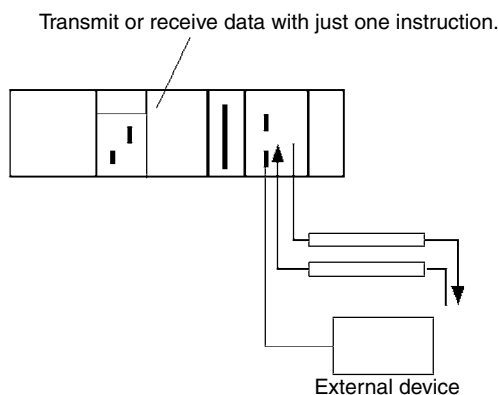 Transmit or receive data with just one instruction.
External device